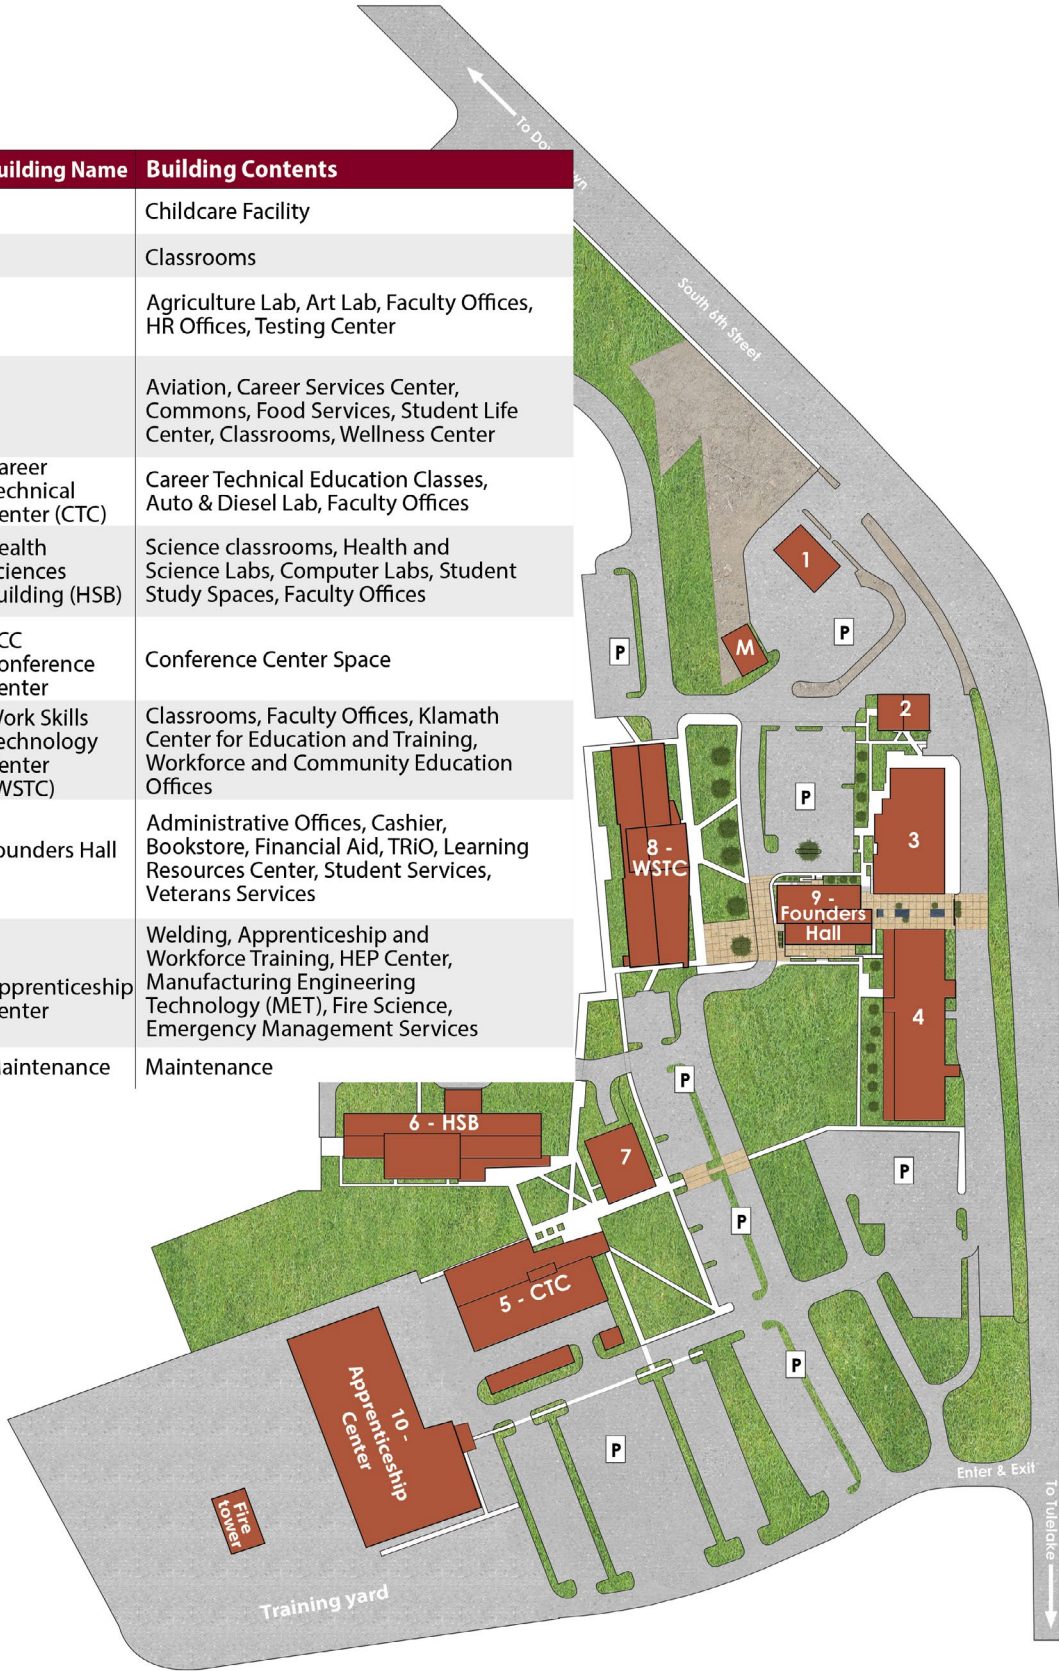 To Dow wn
uilding Name Building Contents
Childcare Facility
Classrooms
Agriculture Lab, Art Lab, Faculty Offices,
HR Offices, Testing Center
Aviation, Career Services Center,
Commons, Food Services, Student Life
Center, Classrooms, Wellness Center
areer
echnical
enter (CTC)
Career Technical Education Classes,
Auto & Diesel Lab, Faculty Offices
ealth
ciences
uilding (HSB)
Science classrooms, Health and
Science Labs, Computer Labs, Student
Study Spaces, Faculty Offices
CC
onference
enter
Conference Center Space
Work Skills
echnology
enter
WSTC)
Classrooms, Faculty Offices, Klamath
Center for Education and Training,
Workforce and Community Education
Offices
ounders Hall
Administrative Offices, Cashier,
Bookstore, Financial Aid, TRiO, Learning
Resources Center, Student Services,
Veterans Services
pprenticeship
enter
Welding, Apprenticeship and
Workforce Training, HEP Center,
Manufacturing Engineering
Technology (MET), Fire Science,
Emergency Management Services
aintenance
Maintenance
South 6th Street
1
P
M
P
2
P
3
8 -
WSTC
9 -
Founders
Hall
4
P
6 - HSB
7
P
P
5 - CTC
P
10 -
Apprenticeship
Center
P
Fire
tower
Training yard
Enter & Exit
To Tulelake